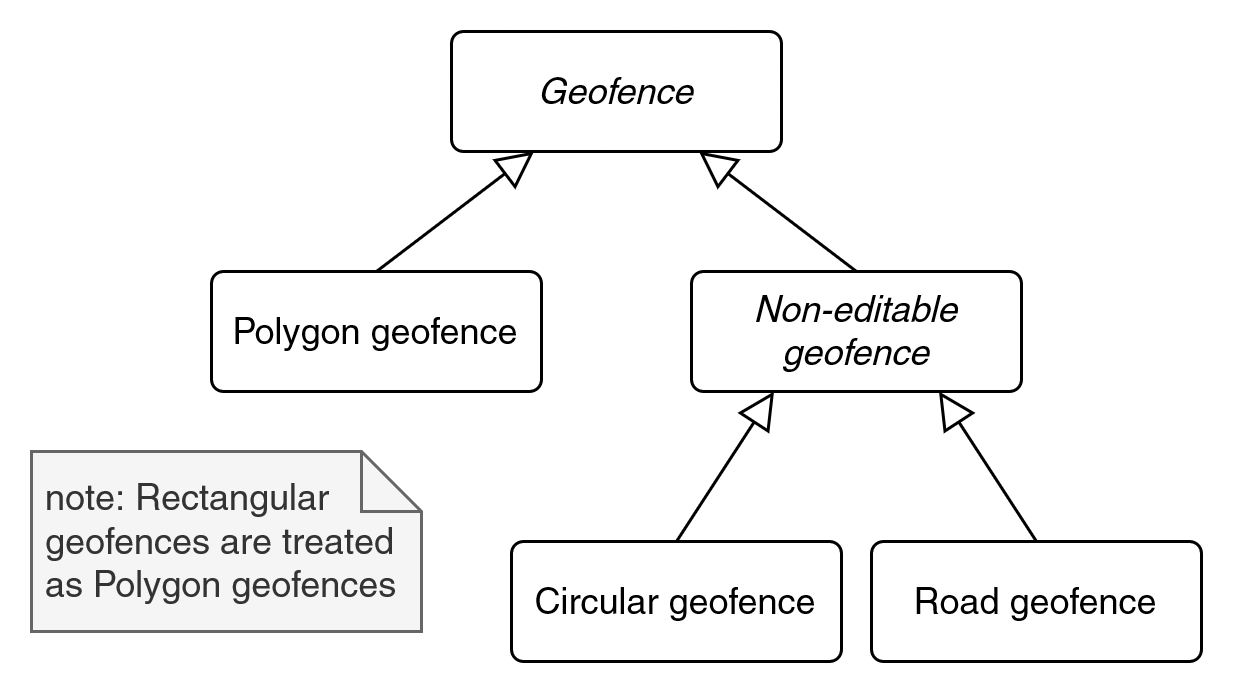 Geofence
Polygon geofence
Non-editable
geofence
note: Rectangular
geofences are treated
as Polygon geofences
Circular geofence
Road geofence